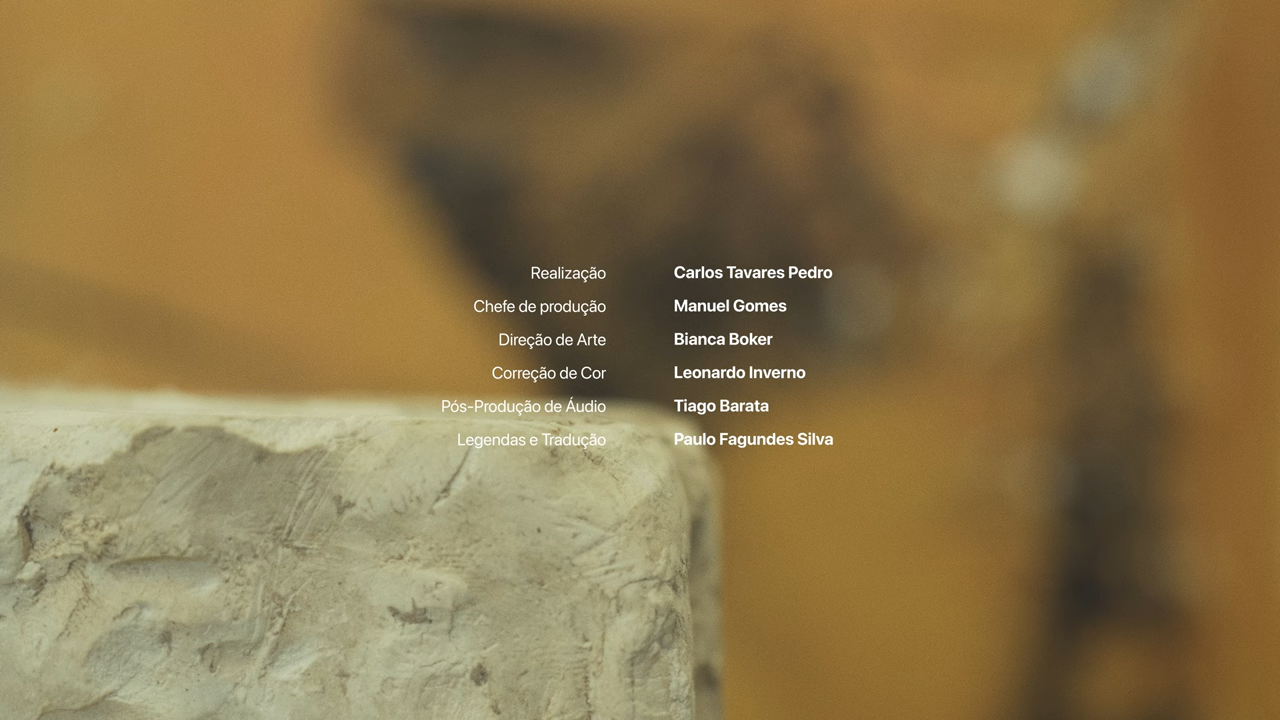 Realização Carlos Tavares Pedro
Chefe de produção Manuel Gomes
Direção de Arte Bianca Boker
Correção de Cor Leonardo Inverno
Pós-Produção de Áudio Tiago Barata
Legendas e Tradução Paulo Fagundes Silva